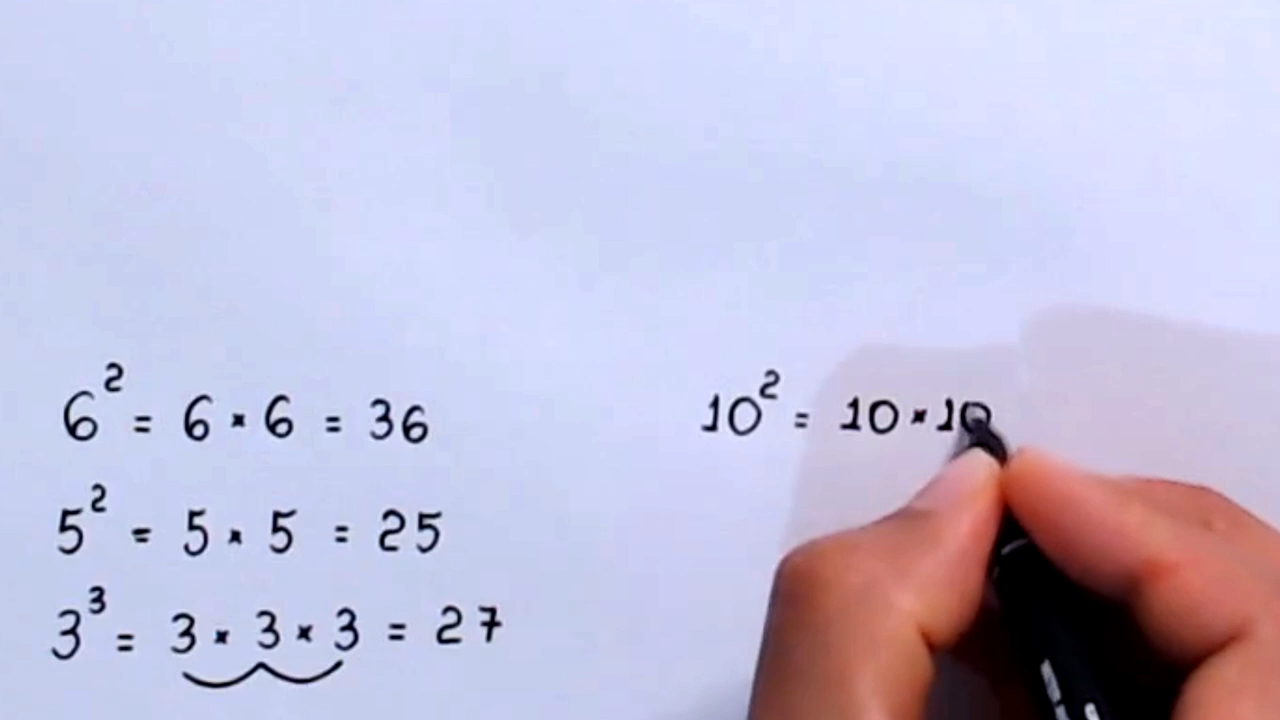 6² = 6 × 6 = 36
5² = 5 × 5 = 25
3³ = 3 × 3 × 3 = 27
10² = 10 × 10